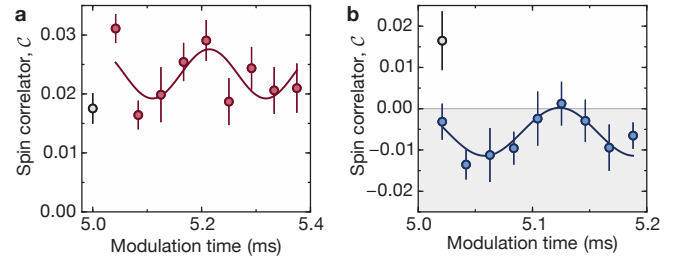 a
Spin correlator, 𝒞
0.03
0.02
0.01
0.00
5.0
5.2
5.4
Modulation time (ms)
b
Spin correlator, 𝒞
0.02
0.01
0.00
−0.01
−0.02
5.0
5.1
5.2
Modulation time (ms)